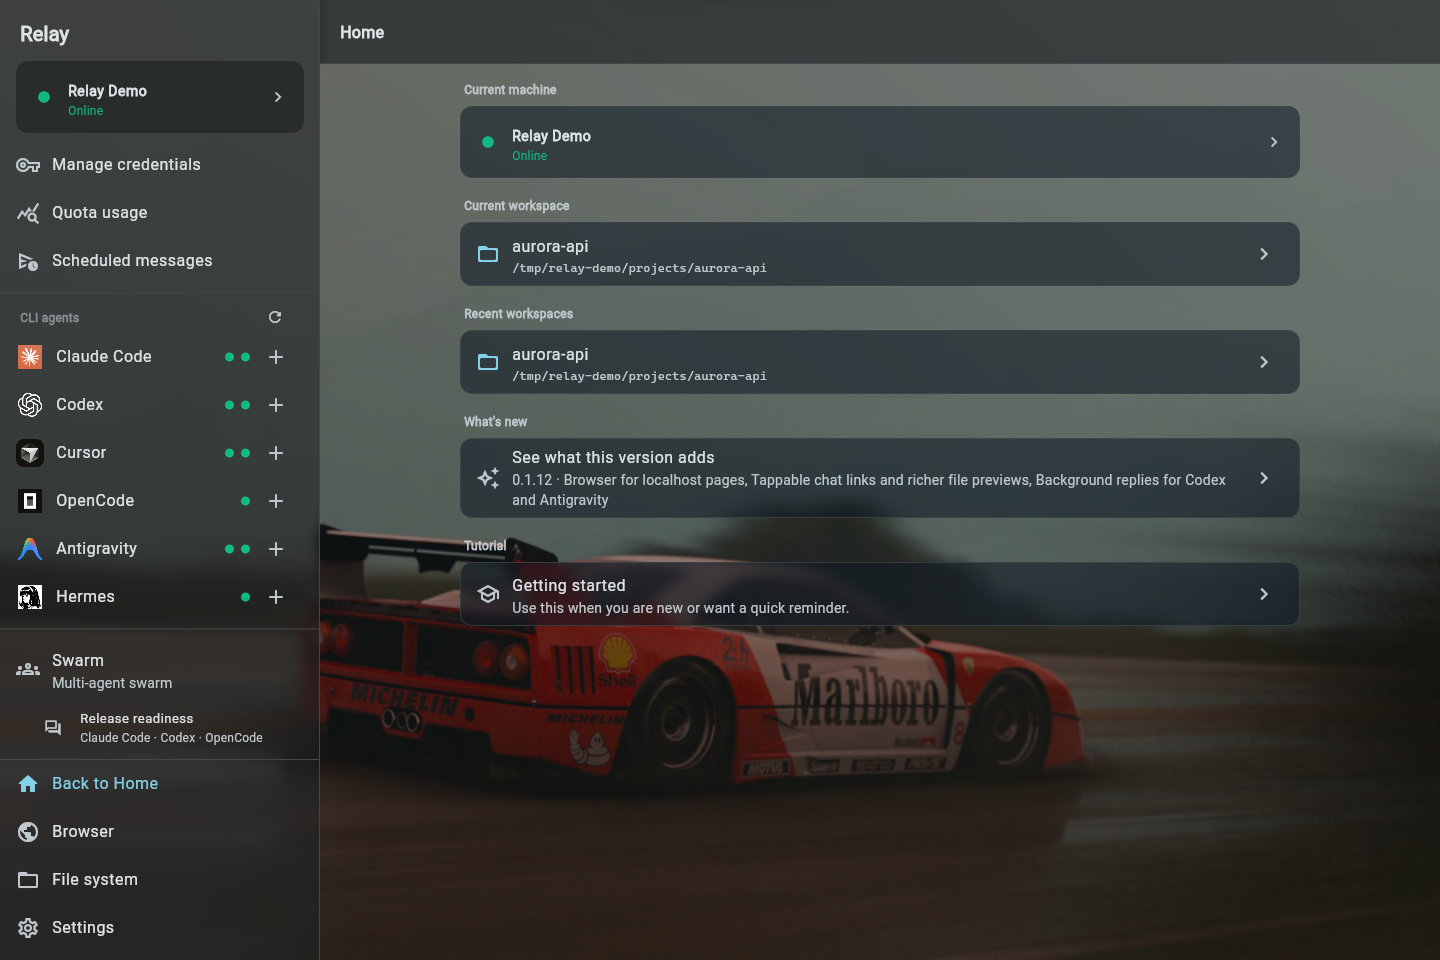 Relay
Relay Demo
Online
Manage credentials
Quota usage
Scheduled messages
CLI agents
Claude Code
Codex
Cursor
OpenCode
Antigravity
Hermes
Swarm
Multi-agent swarm
Release readiness
Claude Code · Codex · OpenCode
Back to Home
Browser
File system
Settings
Home
Current machine
Relay Demo
Online
Current workspace
aurora-api
/tmp/relay-demo/projects/aurora-api
Recent workspaces
aurora-api
/tmp/relay-demo/projects/aurora-api
What's new
See what this version adds
0.1.12 · Browser for localhost pages, Tappable chat links and richer file previews, Background replies for Codex
and Antigravity
Tutorial
Getting started
Use this when you are new or want a quick reminder.
Shell
MICHELIN
MICHELIN
Marlboro
MOTUL